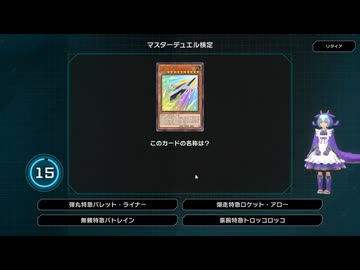 マスターデュエル検定
リタイア
このカードの名称は？
15
弾丸特急バレット・ライナー
爆走特急ロケット・アロー
無頼特急バトレイン
豪腕特急トロッコロッコ